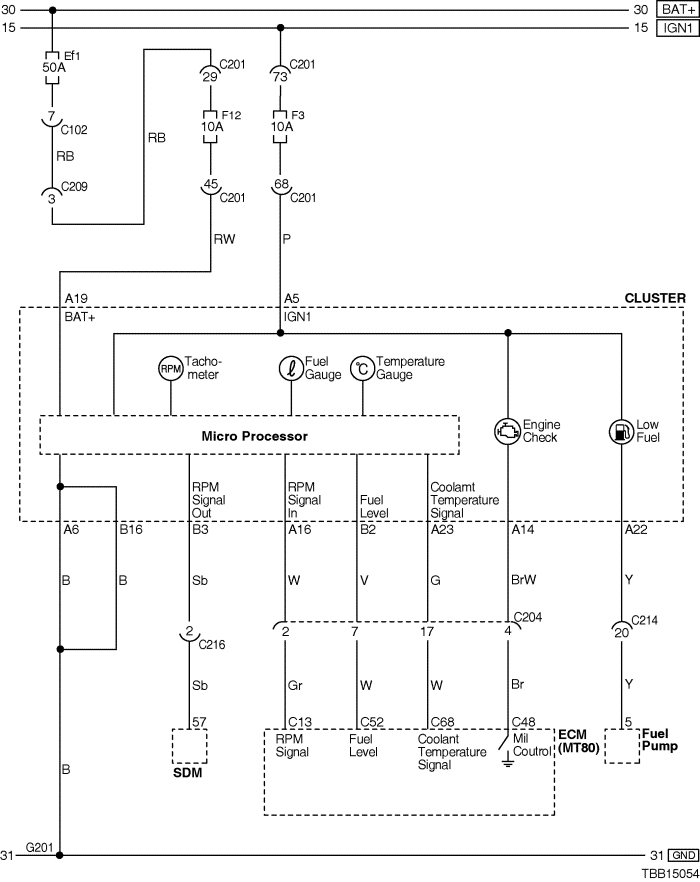 30 30 BAT+
15 15 IGN1
Ef1
50A
C201
29
C201
73
7
C102
RB
F12
10A
F3
10A
RB
C209
3
45
C201
68
C201
RW
P
A19
BAT+
A5
IGN1
CLUSTER
RPM
Tacho-
meter
ℓ
Fuel
Gauge
°C
Temperature
Gauge
Micro Processor
Engine
Check
Low
Fuel
RPM
Signal
Out
RPM
Signal
In
Fuel
Level
Coolamt
Temperature
Signal
A6 B16 B3 A16 B2 A23 A14 A22
B B Sb W V G BrW Y
2
C216
2 7 17 4
C204
20
C214
Sb Gr W W Br Y
57
SDM
C13 C52 C68 C48
RPM
Signal
Fuel
Level
Coolant
Temperature
Signal
Mil
Coutrol
ECM
(MT80)
5
Fuel
Pump
B
G201
31 31 GND
TBB15054